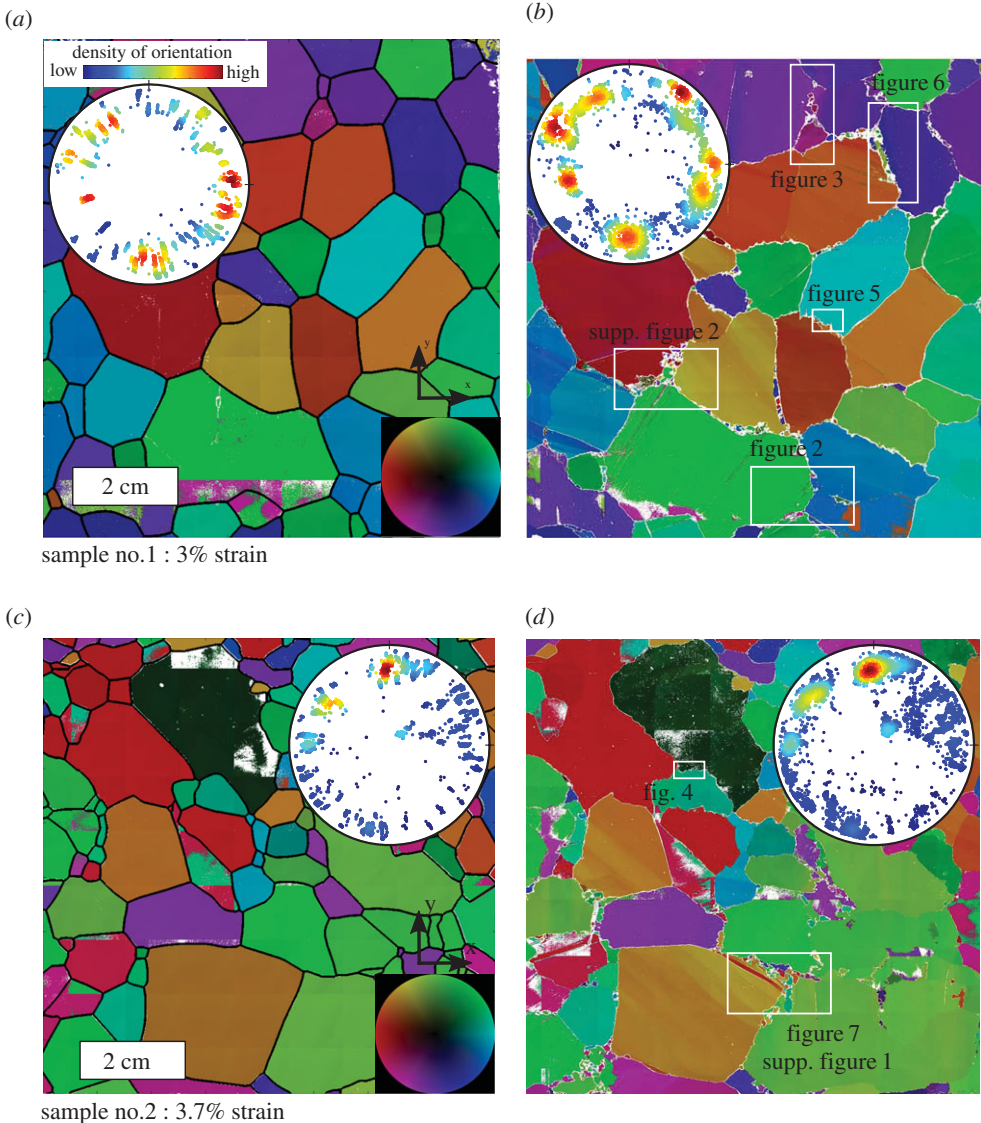 (a)
(b)
density of orientation
low
high
figure 6
figure 3
figure 5
supp. figure 2
y
x
figure 2
2 cm
sample no.1 : 3% strain
(c)
(d)
fig. 4
y
x
2 cm
figure 7
supp. figure 1
sample no.2 : 3.7% strain